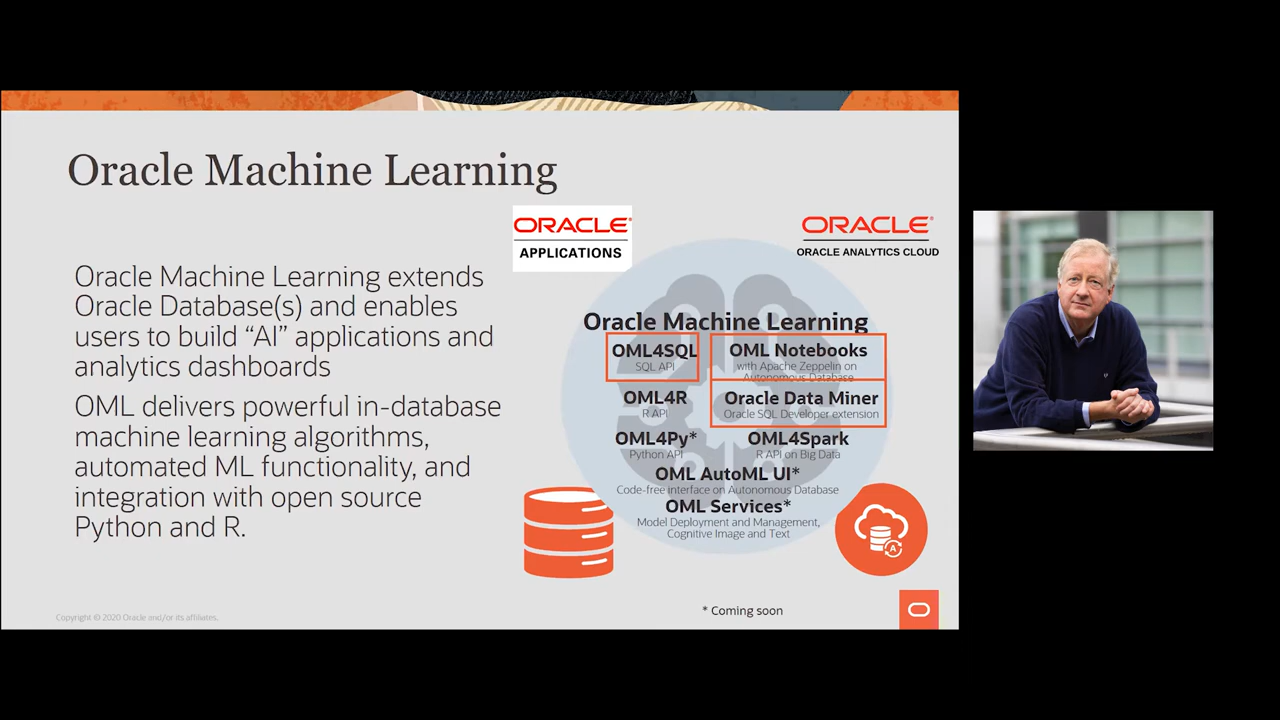 Oracle Machine Learning
Oracle Machine Learning extends
Oracle Database(s) and enables
users to build “AI” applications and
analytics dashboards
OML delivers powerful in-database
machine learning algorithms,
automated ML functionality, and
integration with open source
Python and R.
ORACLE®
APPLICATIONS
ORACLE®
ORACLE ANALYTICS CLOUD
Oracle Machine Learning
OML4SQL
SQL API
OML Notebooks
with Apache Zeppelin on
Autonomous Database
OML4R
R API
Oracle Data Miner
Oracle SQL Developer extension
OML4Py*
Python API
OML4Spark
R API on Big Data
OML AutoML UI*
Code-free interface on Autonomous Database
OML Services*
Model Deployment and Management,
Cognitive Image and Text
A
* Coming soon
Copyright © 2020 Oracle and/or its affiliates.